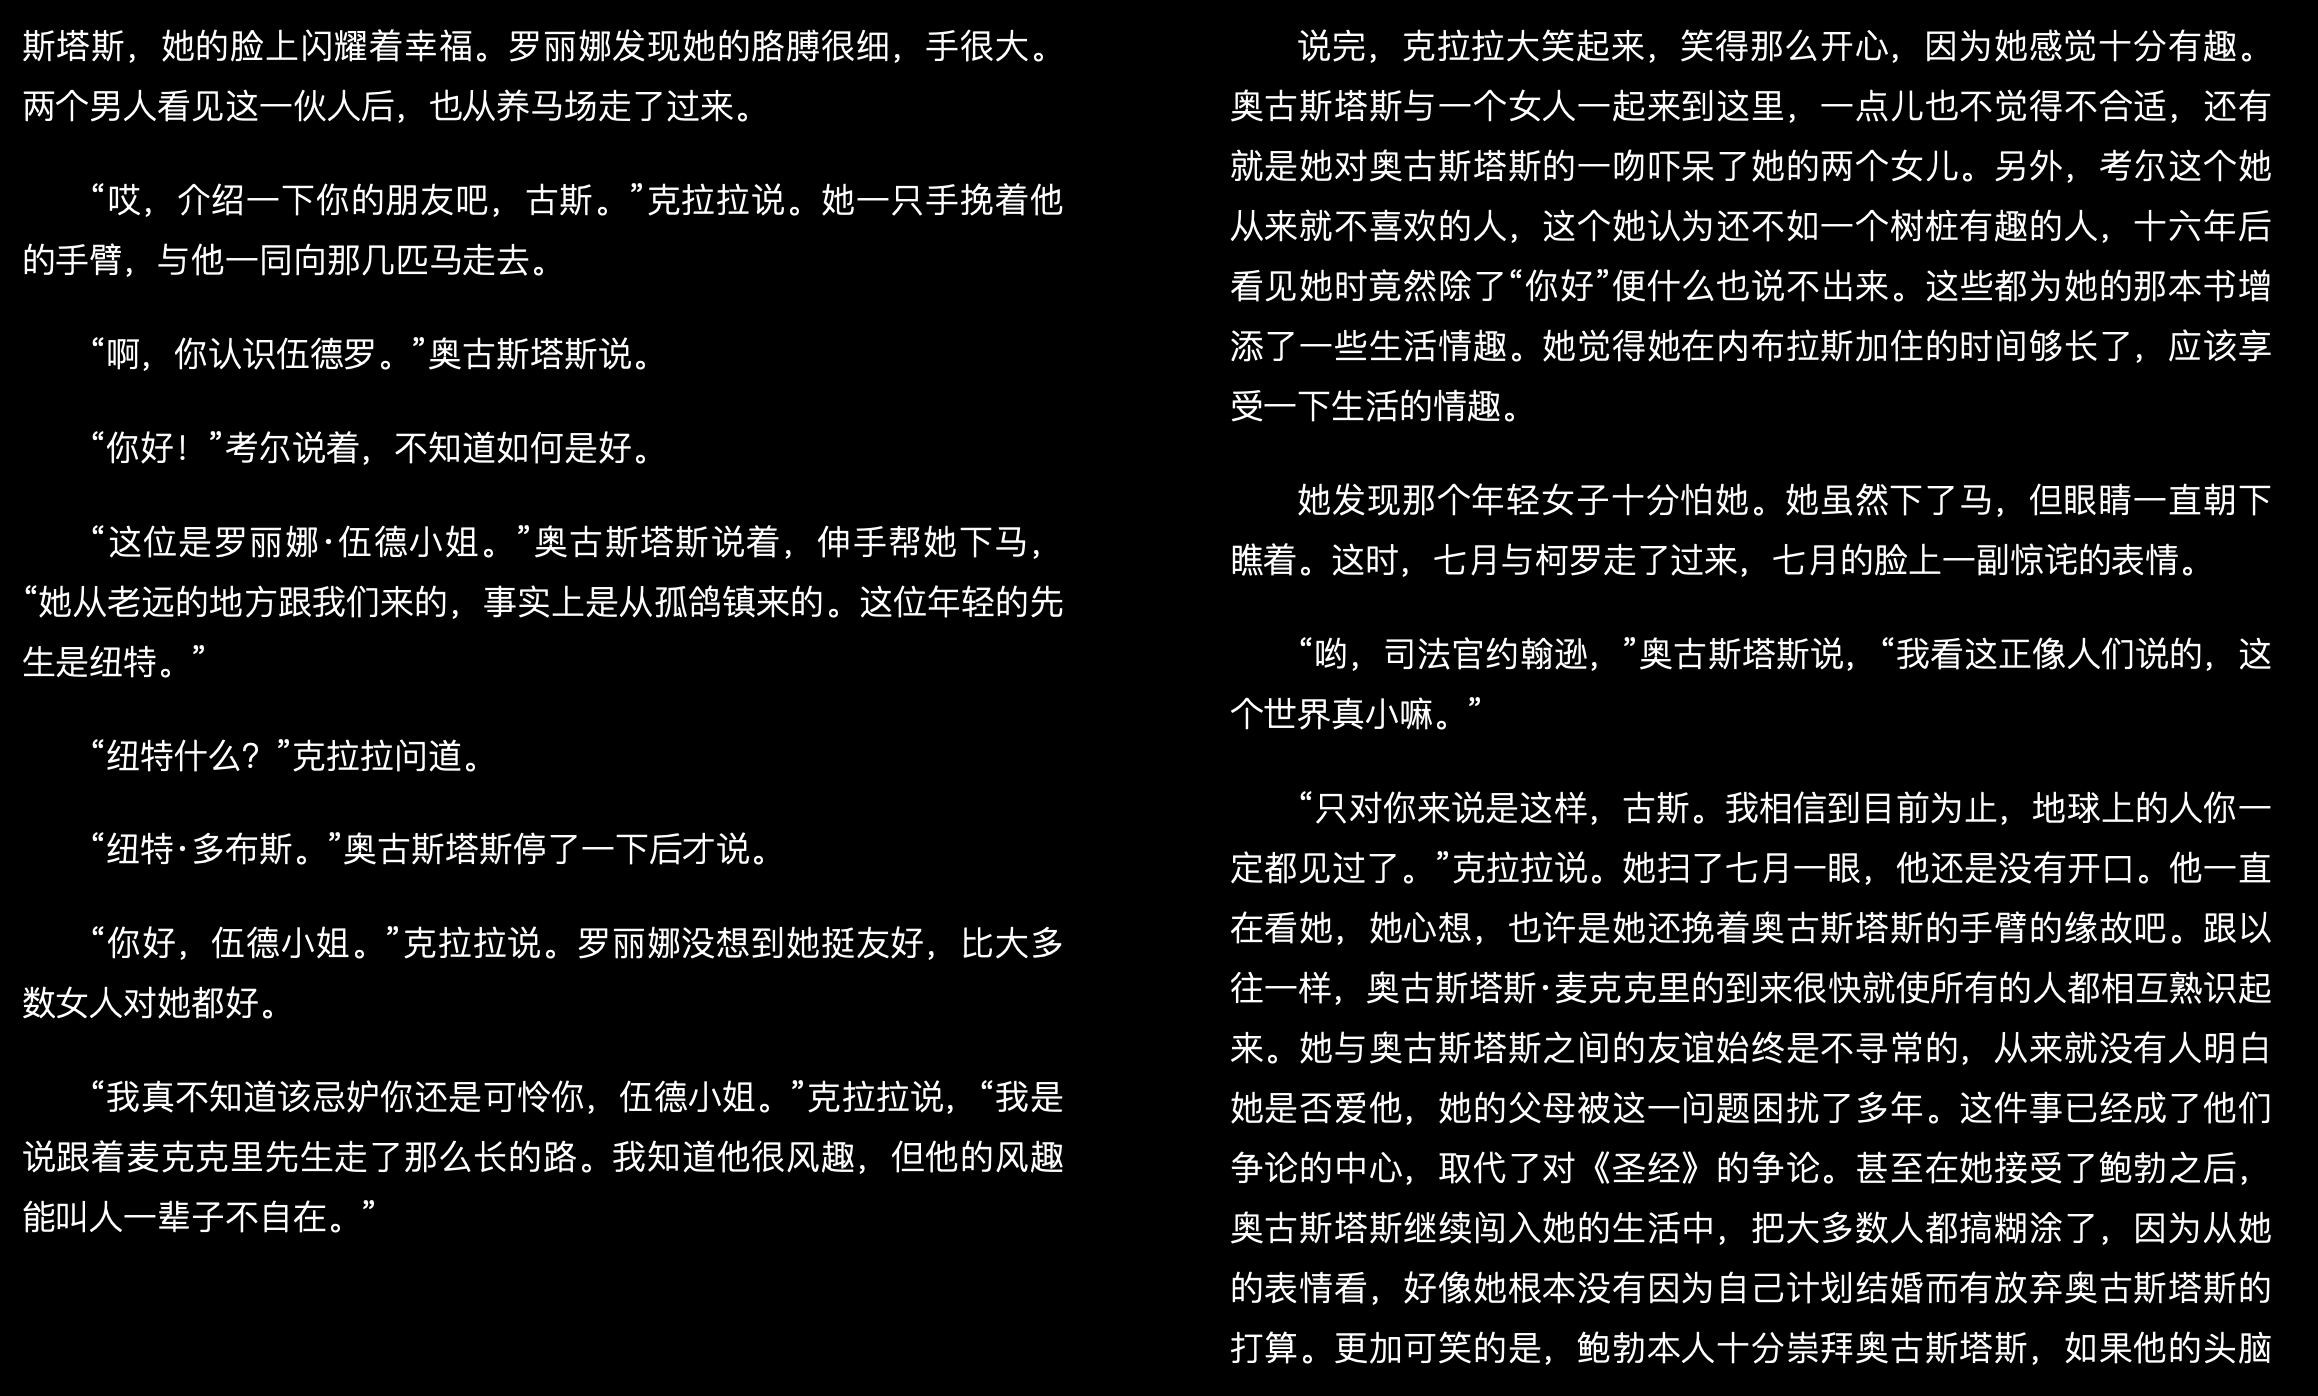 斯塔斯，她的脸上闪耀着幸福。罗丽娜发现她的胳膊很细，手很大。
两个男人看见这一伙人后，也从养马场走了过来。
“哎，介绍一下你的朋友吧，古斯。”克拉拉说。她一只手挽着他
的手臂，与他一同向那几匹马走去。
“啊，你认识伍德罗。”奥古斯塔斯说。
“你好！”考尔说着，不知道如何是好。
“这位是罗丽娜·伍德小姐。”奥古斯塔斯说着，伸手帮她下马，
“她从老远的地方跟我们来的，事实上是从孤鸽镇来的。这位年轻的先
生是纽特。”
“纽特什么？”克拉拉问道。
“纽特·多布斯。”奥古斯塔斯停了一下后才说。
“你好，伍德小姐。”克拉拉说。罗丽娜没想到她挺友好，比大多
数女人对她都好。
“我真不知道该忌妒你还是可怜你，伍德小姐。”克拉拉说，“我是
说跟着麦克克里先生走了那么长的路。我知道他很风趣，但他的风趣
能叫人一辈子不自在。”
说完，克拉拉大笑起来，笑得那么开心，因为她感觉十分有趣。
奥古斯塔斯与一个女人一起来到这里，一点儿也不觉得不合适，还有
就是她对奥古斯塔斯的一吻吓呆了她的两个女儿。另外，考尔这个她
从来就不喜欢的人，这个她认为还不如一个树桩有趣的人，十六年后
看见她时竟然除了“你好”便什么也说不出来。这些都为她的那本书增
添了一些生活情趣。她觉得她在内布拉斯加住的时间够长了，应该享
受一下生活的情趣。
她发现那个年轻女子十分怕她。她虽然下了马，但眼睛一直朝下
瞧着。这时，七月与柯罗走了过来，七月的脸上一副惊诧的表情。
“哟，司法官约翰逊，”奥古斯塔斯说，“我看这正像人们说的，这
个世界真小嘛。”
“只对你来说是这样，古斯。我相信到目前为止，地球上的人你一
定都见过了。”克拉拉说。她扫了七月一眼，他还是没有开口。他一直
在看她，她心想，也许是她还挽着奥古斯塔斯的手臂的缘故吧。跟以
往一样，奥古斯塔斯·麦克克里的到来很快就使所有的人都相互熟识起
来。她与奥古斯塔斯之间的友谊始终是不寻常的，从来就没有人明白
她是否爱他，她的父母被这一问题困扰了多年。这件事已经成了他们
争论的中心，取代了对《圣经》的争论。甚至在她接受了鲍勃之后，
奥古斯塔斯继续闯入她的生活中，把大多数人都搞糊涂了，因为从她
的表情看，好像她根本没有因为自己计划结婚而有放弃奥古斯塔斯的
打算。更加可笑的是，鲍勃本人十分崇拜奥古斯塔斯，如果他的头脑